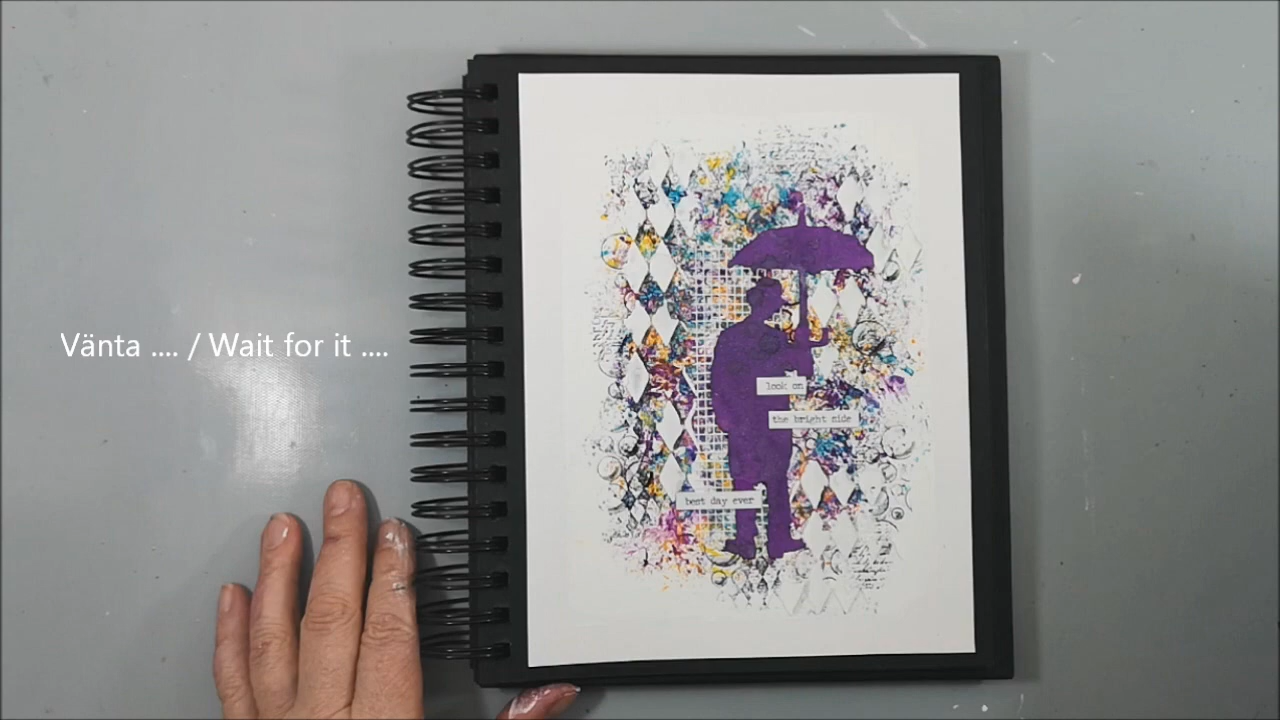 Vänta .... / Wait for it ....
look on
the bright side
best day ever